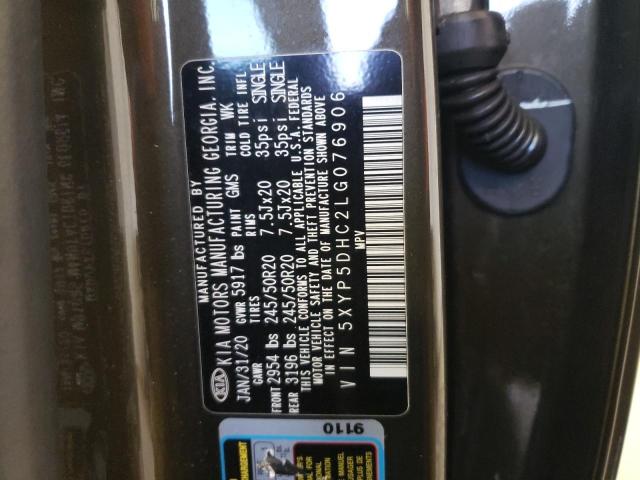 MANUFACTURED BY
KIA KIA MOTORS MANUFACTURING GEORGIA, INC.
JAN/31/20 GVWR 5917 lbs PAINT GMS TRIM WK
GAWR TIRES RIMS COLD TIRE INFL
FRONT 2954 lbs 245/50R20 7.5Jx20 35psi SINGLE
REAR 3196 lbs 245/50R20 7.5Jx20 35psi SINGLE
THIS VEHICLE CONFORMS TO ALL APPLICABLE U.S.A. FEDERAL
MOTOR VEHICLE SAFETY AND THEFT PREVENTION STANDARDS
IN EFFECT ON THE DATE OF MANUFACTURE SHOWN ABOVE
VIN 5XYP5DHC2LG076906
MPV
9110